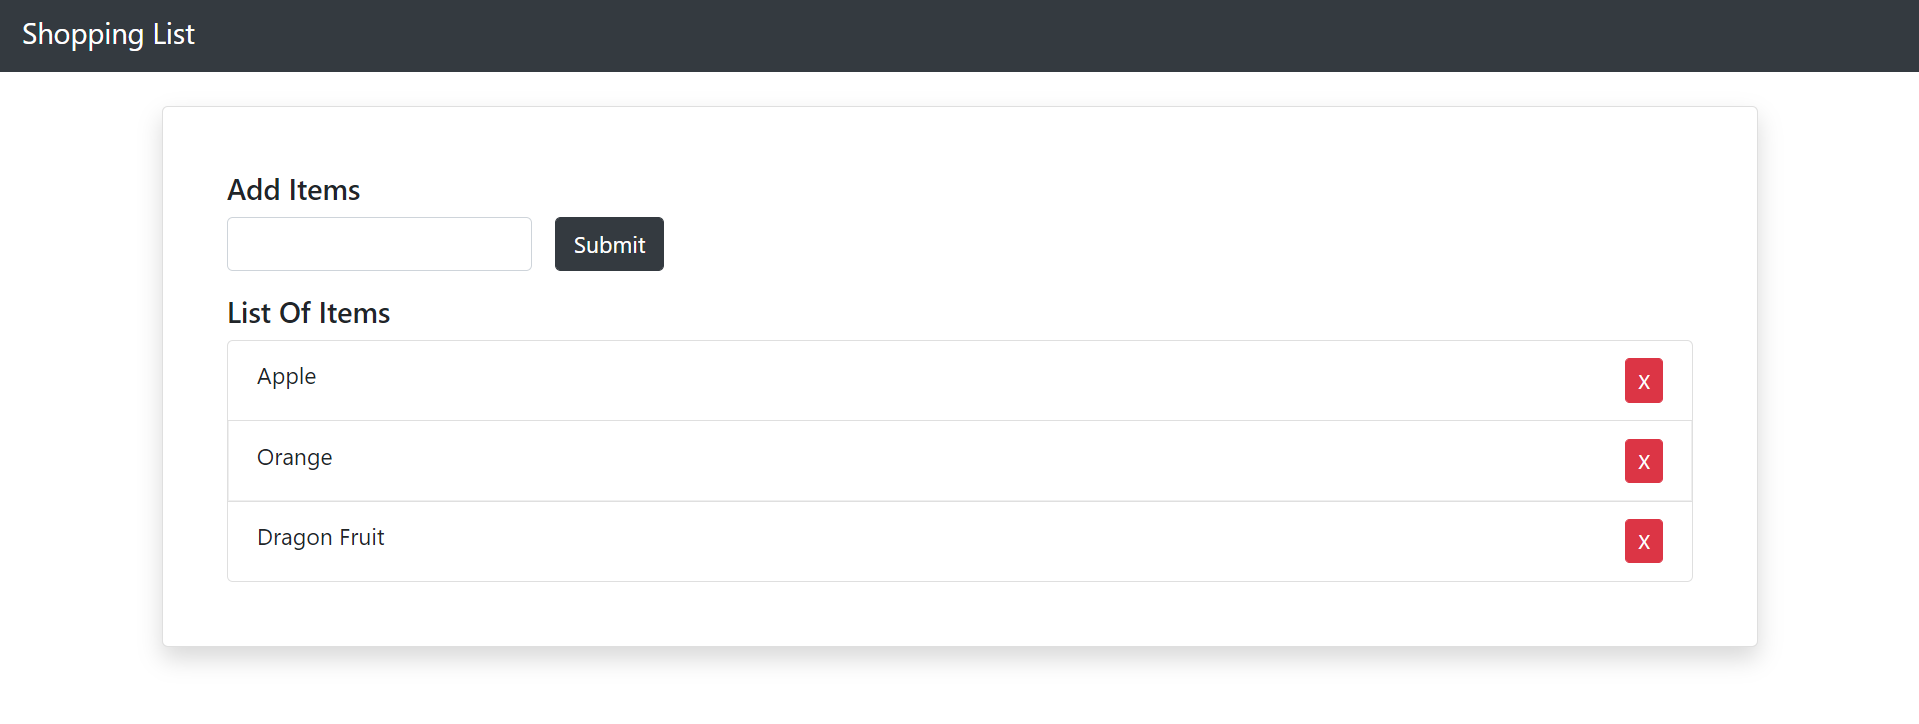 Shopping List
Add Items
Submit
List Of Items
Apple
X
Orange
X
Dragon Fruit
X